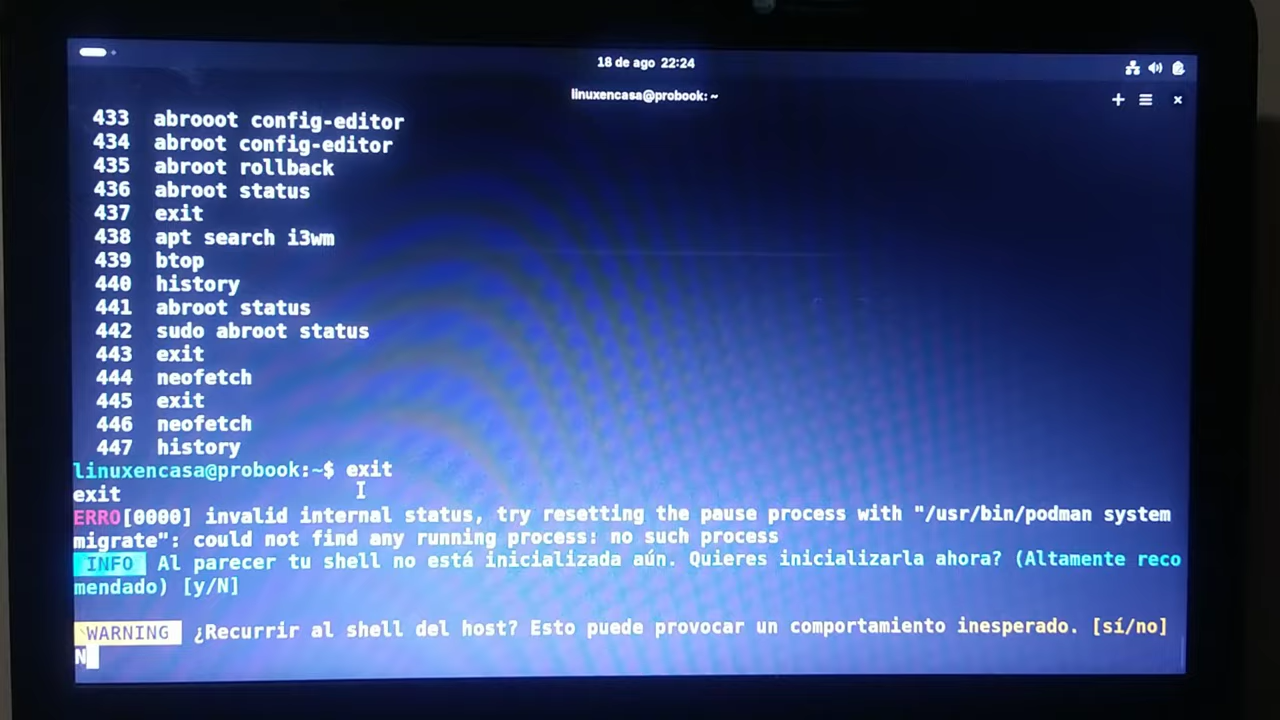 18 de ago 22:24
linuxencasa@probook: ~
433 abrooot config-editor
434 abroot config-editor
435 abroot rollback
436 abroot status
437 exit
438 apt search i3wm
439 btop
440 history
441 abroot status
442 sudo abroot status
443 exit
444 neofetch
445 exit
446 neofetch
447 history
linuxencasa@probook:~$ exit
exit
ERRO[0000] invalid internal status, try resetting the pause process with "/usr/bin/podman system
migrate": could not find any running process: no such process
INFO Al parecer tu shell no está inicializada aún. Quieres inicializarla ahora? (Altamente reco
mendado) [y/N]
WARNING ¿Recurrir al shell del host? Esto puede provocar un comportamiento inesperado. [sí/no]
N